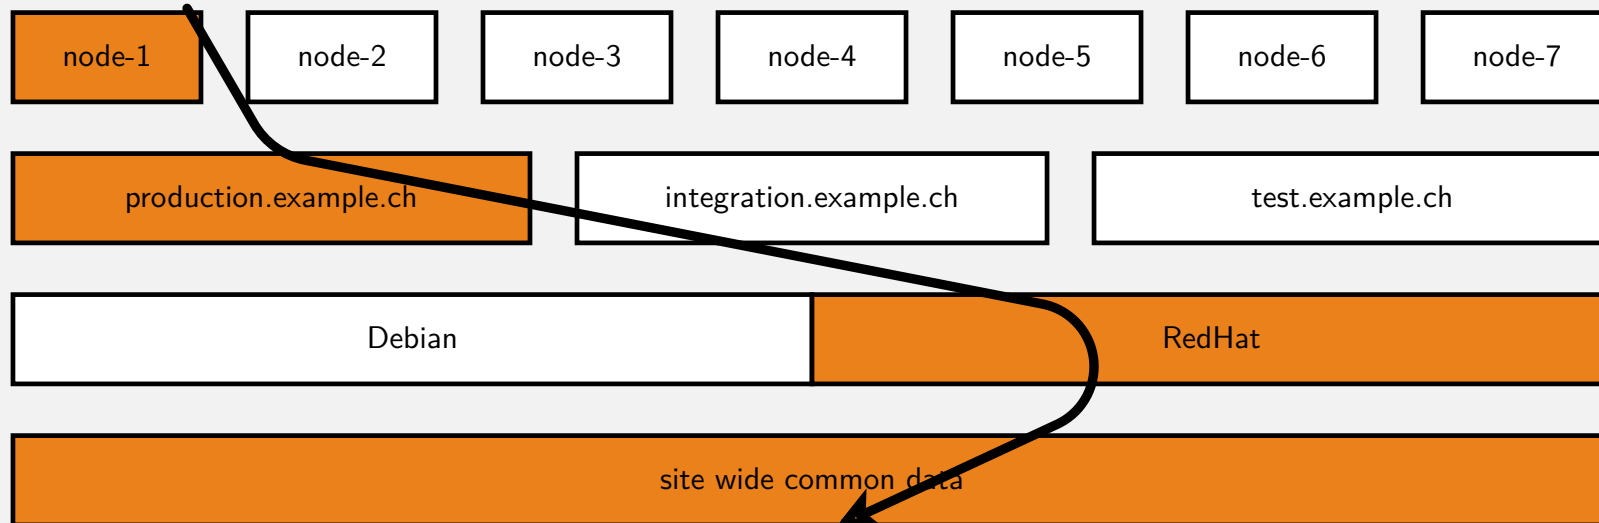 node-1 node-2 node-3 node-4 node-5 node-6 node-7
production.example.ch integration.example.ch test.example.ch
Debian RedHat
site wide common data